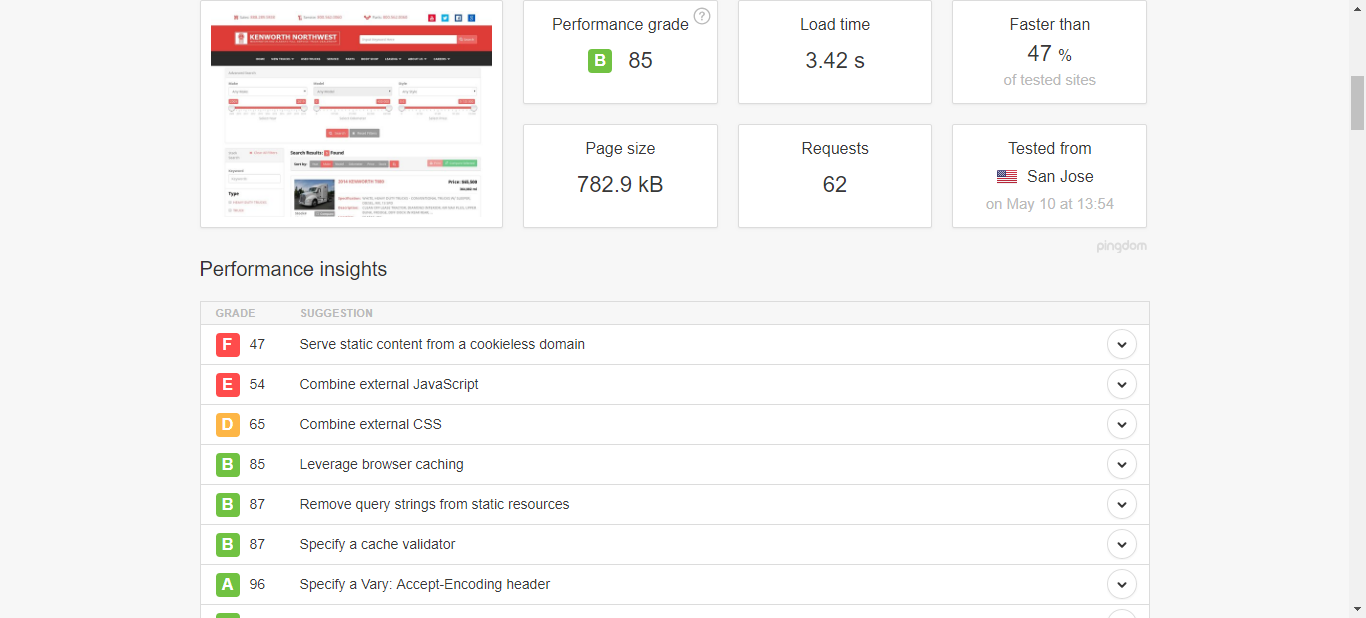 KENWORTH NORTHWEST
Search Results:
Found
Sort by:
Type
2014 KENWORTH T680
Performance grade
?
B 85
Load time
3.42 s
Faster than
47 %
of tested sites
Page size
782.9 kB
Requests
62
Tested from
San Jose
on May 10 at 13:54
pingdom
Performance insights
GRADE SUGGESTION
F 47 Serve static content from a cookieless domain
E 54 Combine external JavaScript
D 65 Combine external CSS
B 85 Leverage browser caching
B 87 Remove query strings from static resources
B 87 Specify a cache validator
A 96 Specify a Vary: Accept-Encoding header